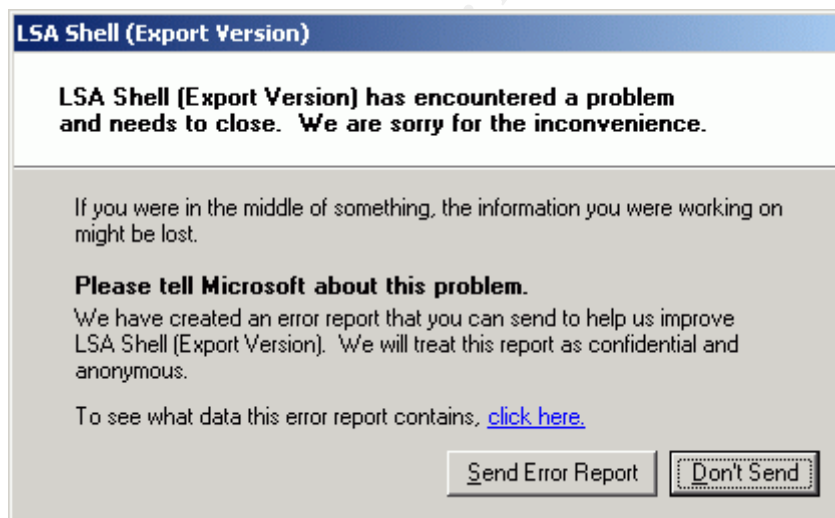 LSA Shell (Export Version)
LSA Shell (Export Version) has encountered a problem
and needs to close.  We are sorry for the inconvenience.
If you were in the middle of something, the information you were working on
might be lost.
Please tell Microsoft about this problem.
We have created an error report that you can send to help us improve
LSA Shell (Export Version).  We will treat this report as confidential and
anonymous.
To see what data this error report contains, click here.
Send Error Report
Don't Send